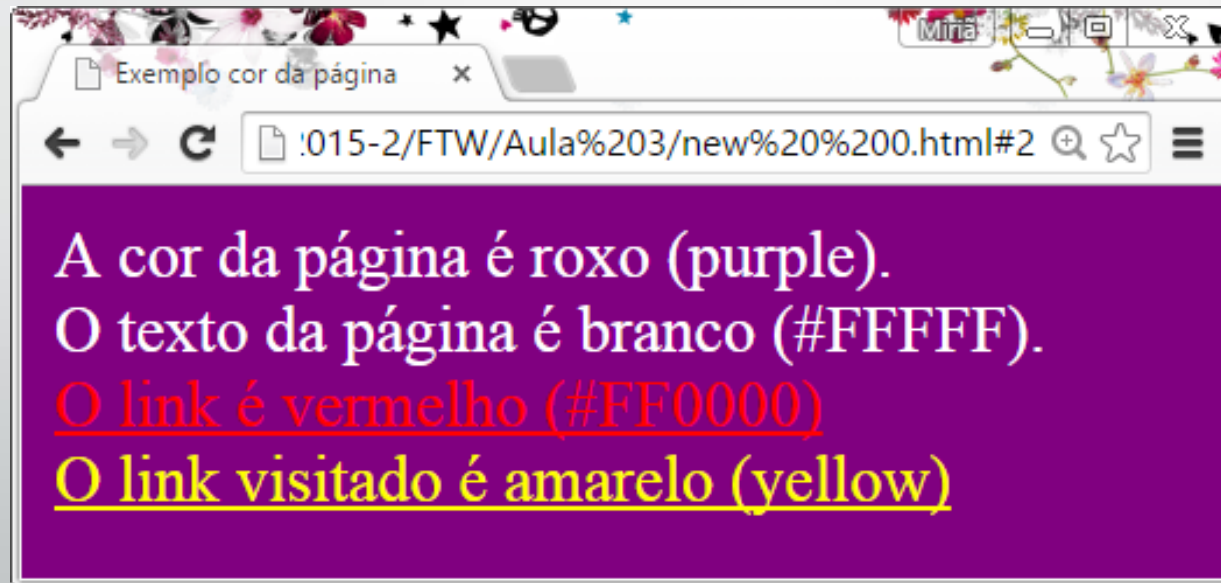 Miriã
Exemplo cor da página
:015-2/FTW/Aula%203/new%20%200.html#2
A cor da página é roxo (purple).
O texto da página é branco (#FFFFF).
O link é vermelho (#FF0000)
O link visitado é amarelo (yellow)